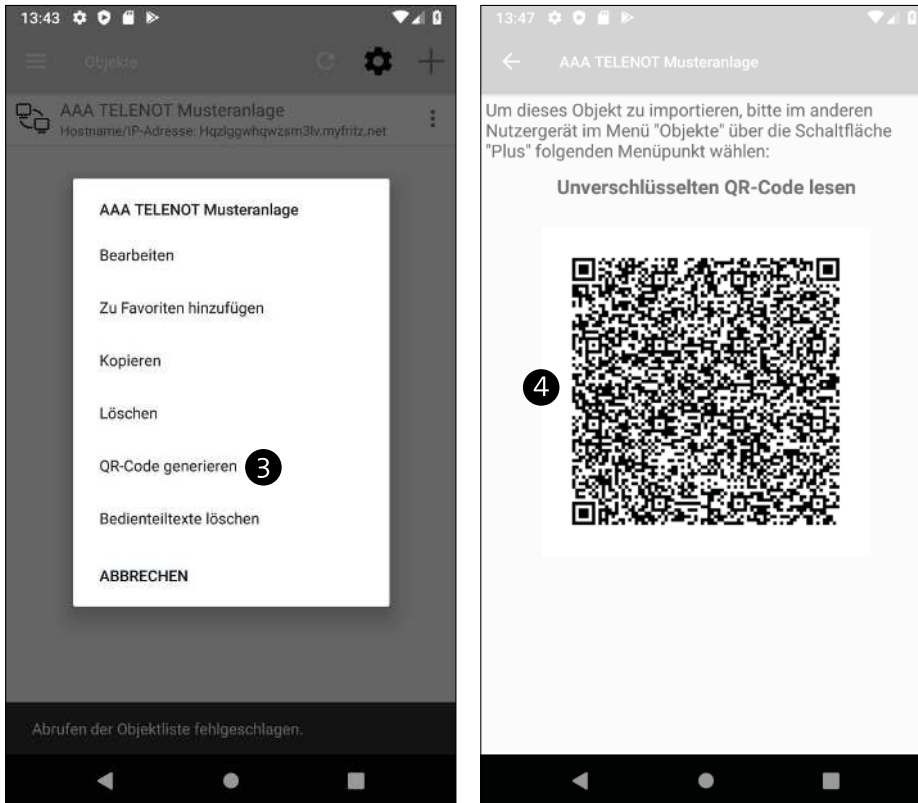 13:43
Objekte
AAA TELENOT Musteranlage
Hostname/IP-Adresse: Hqzlggwhqwzsm3lv.myfritz.net
AAA TELENOT Musteranlage
Bearbeiten
Zu Favoriten hinzufügen
Kopieren
Löschen
QR-Code generieren 3
Bedienteiltexte löschen
ABBRECHEN
Abrufen der Objektliste fehlgeschlagen.
13:47
AAA TELENOT Musteranlage
Um dieses Objekt zu importieren, bitte im anderen
Nutzergerät im Menü "Objekte" über die Schaltfläche
"Plus" folgenden Menüpunkt wählen:
Unverschlüsselten QR-Code lesen
4